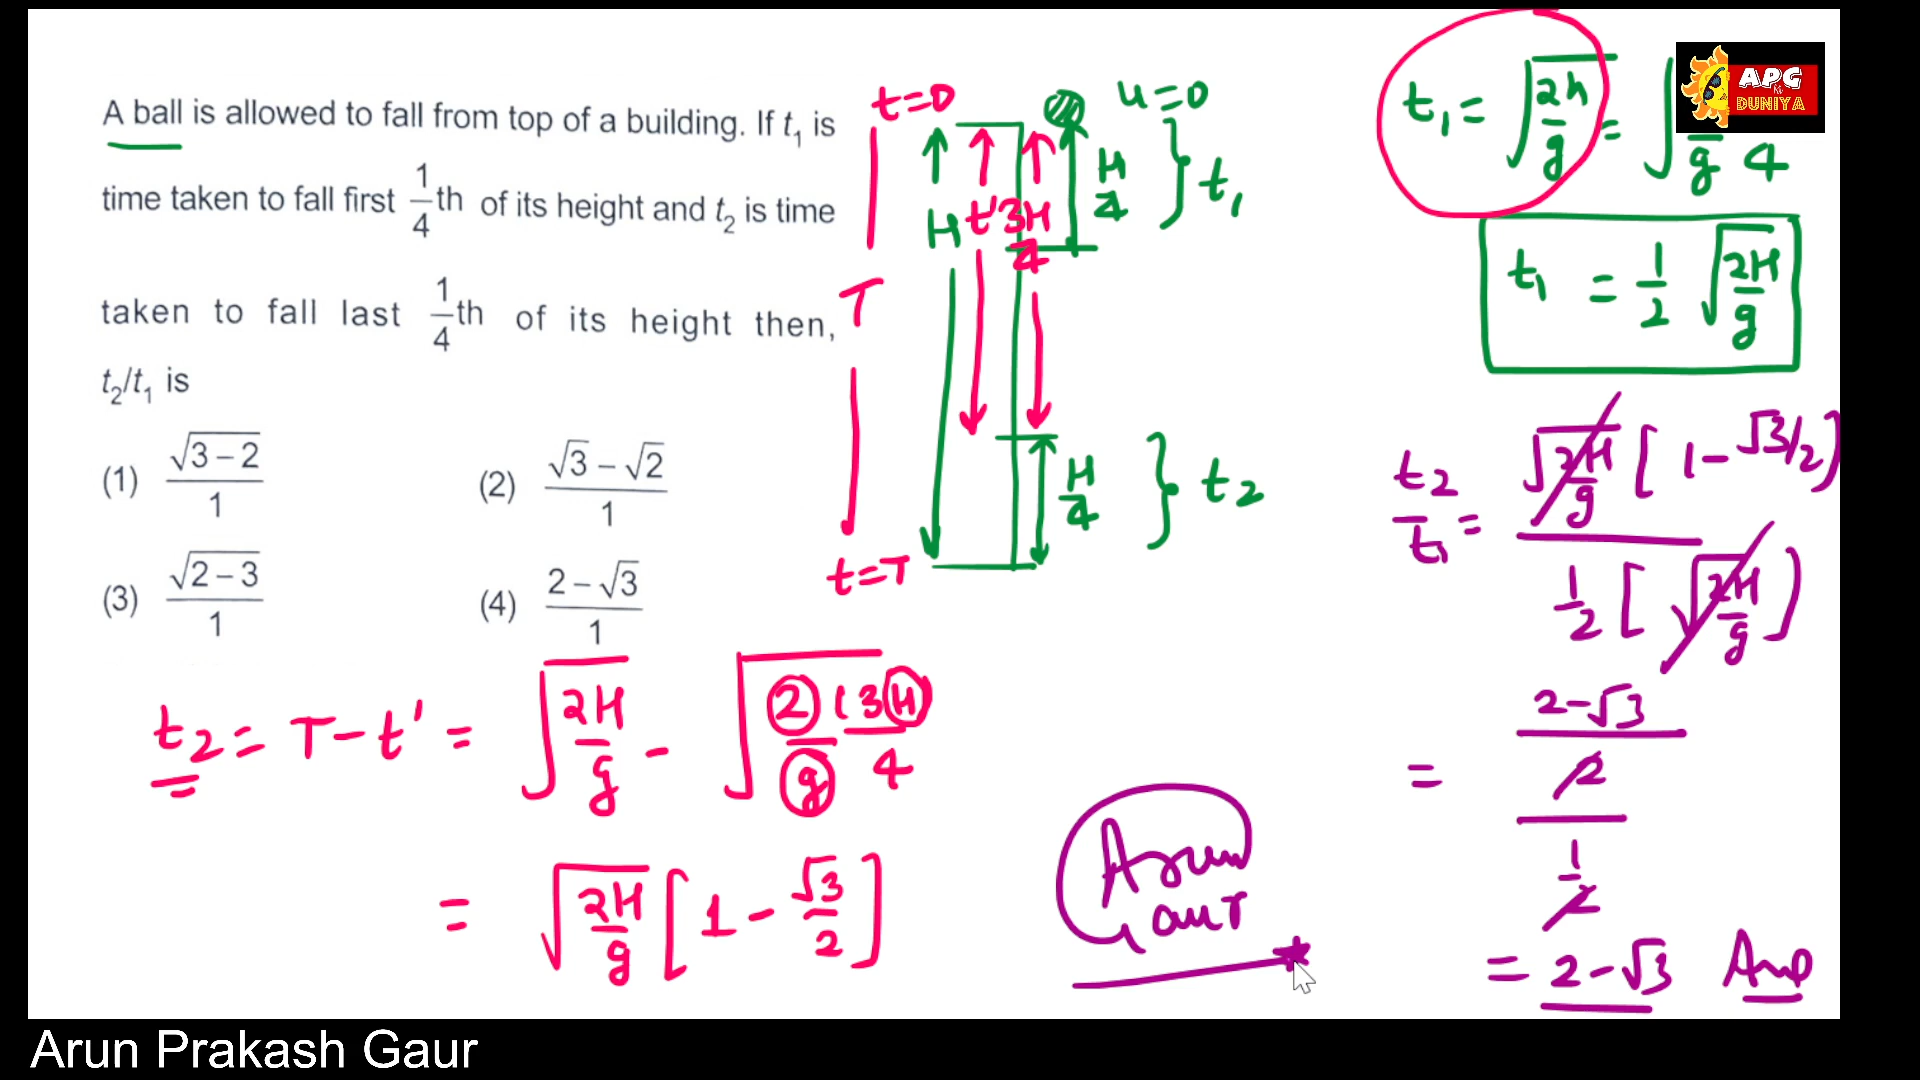 A ball is allowed to fall from top of a building. If t₁ is
time taken to fall first 1/4 th of its height and t₂ is time
taken to fall last 1/4 th of its height then,
t₂/t₁ is
(1) √(3 – 2) / 1
(2) (√3 – √2) / 1
(3) √(2 – 3) / 1
(4) (2 – √3) / 1
t=0
u=0
H/4 } t₁
H t' 3H/4
T
H/4 } t₂
t=T
t₁ = √(2h/g) = √( /g 4
APG
की
DUNIYA
t₁ = 1/2 √(2H/g)
t₂/t₁ = √(2H/g) [1 - √3/2] / 1/2 [√(2H/g)]
= (2-√3)/2 / 1/2
= 2-√3 Ans
t₂ = T - t' = √(2H/g) - √(2/g (3H/4
= √(2H/g) [1 - √3/2]
Arun
Gaur
Arun Prakash Gaur